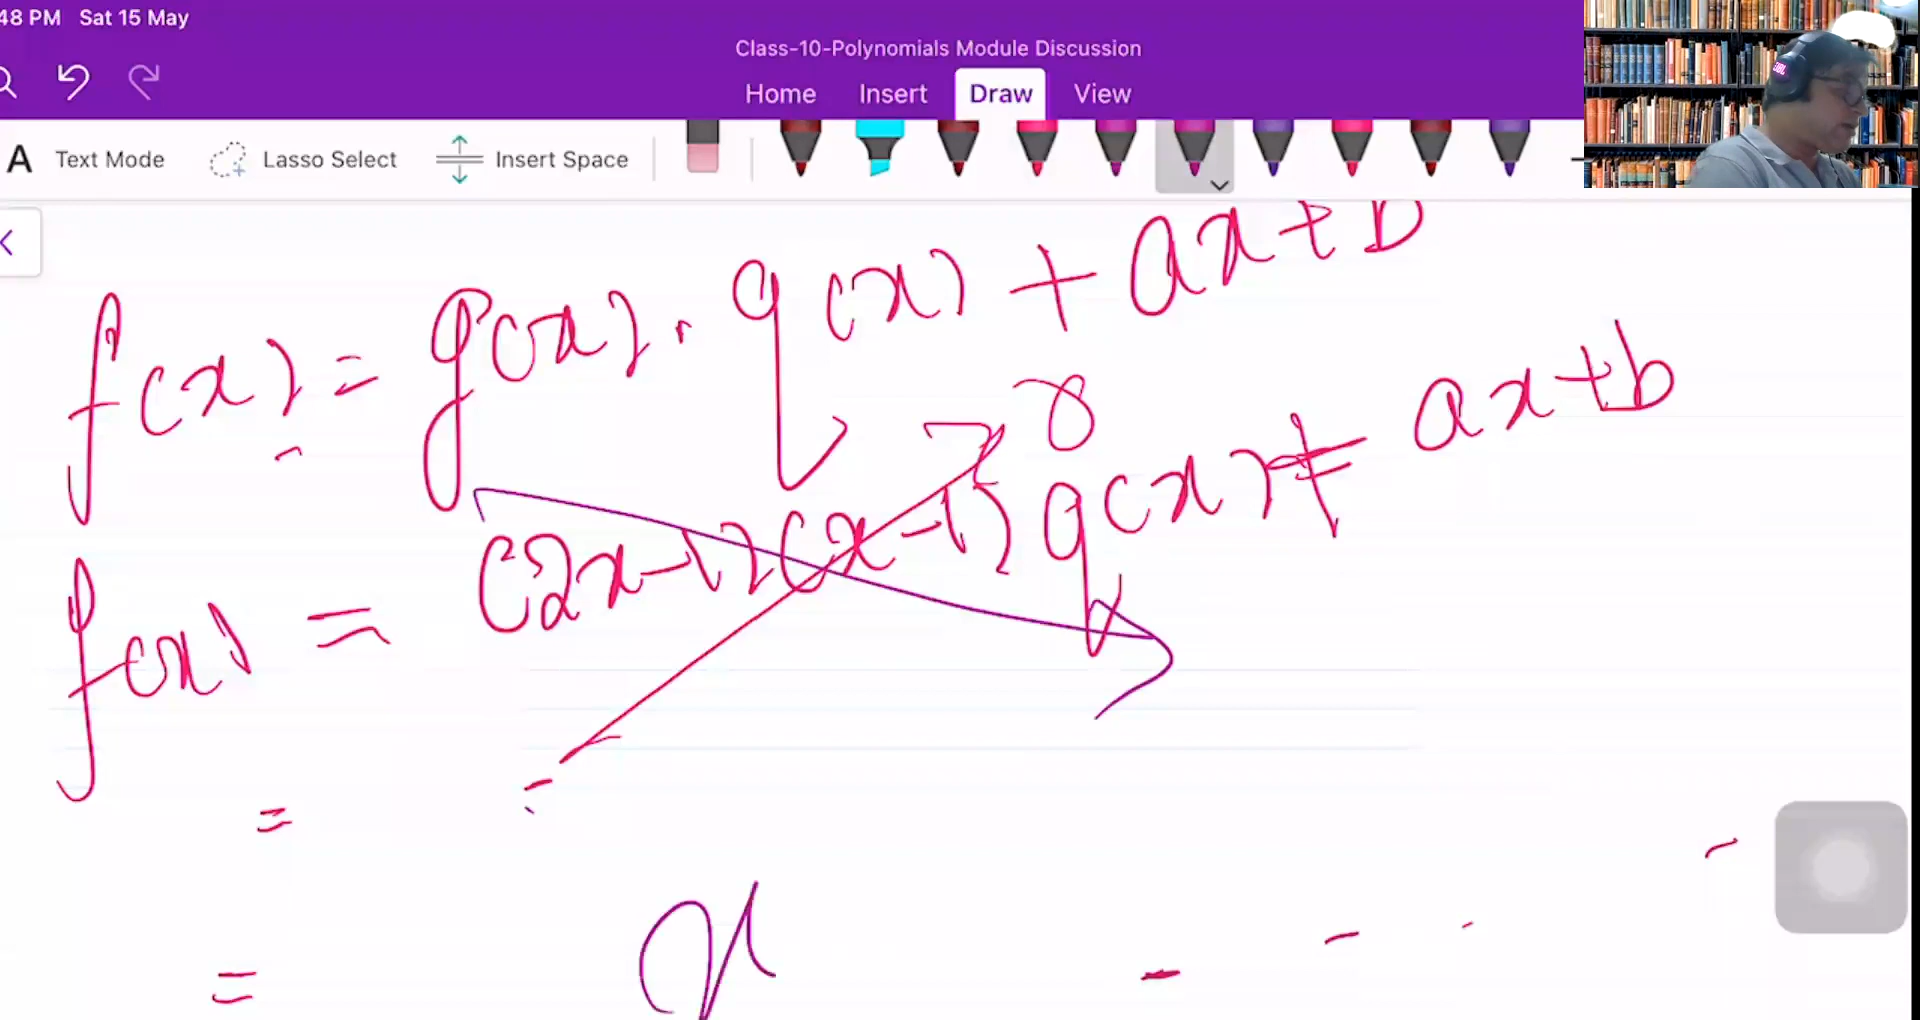 48 PM Sat 15 May
Class-10-Polynomials Module Discussion
Home Insert Draw View
A Text Mode Lasso Select Insert Space
f(x) = g(x) . q(x) + ax+b
r
f(x) = (2x-1)(x-1) q(x) + ax+b
=
=
x